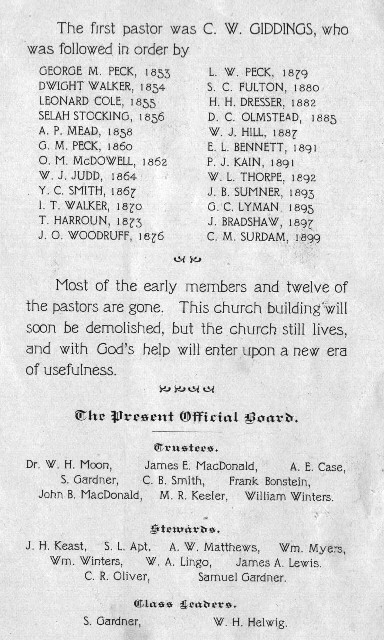 The first pastor was C. W. GIDDINGS, who
was followed in order by
GEORGE M. PECK, 1853
DWIGHT WALKER, 1854
LEONARD COLE, 1855
SELAH STOCKING, 1856
A. P. MEAD, 1858
G. M. PECK, 1860
O. M. McDOWELL, 1862
W. J. JUDD, 1864
Y. C. SMITH, 1867
I. T. WALKER, 1870
T. HARROUN, 1873
J. G. WOODRUFF, 1876
L. W. PECK, 1879
S. C. FULTON, 1880
H. H. DRESSER, 1882
D. C. OLMSTEAD, 1885
W. J. HILL, 1887
E. L. BENNETT, 1891
P. J. KAIN, 1891
W. L. THORPE, 1892
J. B. SUMNER, 1893
G. C. LYMAN, 1895
J. BRADSHAW, 1897
C. M. SURDAM, 1899
Most of the early members and twelve of
the pastors are gone. This church building will
soon be demolished, but the church still lives,
and with God's help will enter upon a new era
of usefulness.
The Present Official Board.
Trustees.
Dr. W. H. Moon, James E. MacDonald, A. E. Case,
S. Gardner, C. B. Smith, Frank Bonstein,
John B. MacDonald, M. R. Keeler, William Winters.
Stewards.
J. H. Keast, S. L. Apt, A. W. Matthews, Wm. Myers,
Wm. Winters, W. A. Lingo, James A. Lewis.
C. R. Oliver, Samuel Gardner.
Class Leaders.
S. Gardner, W. H. Helwig.